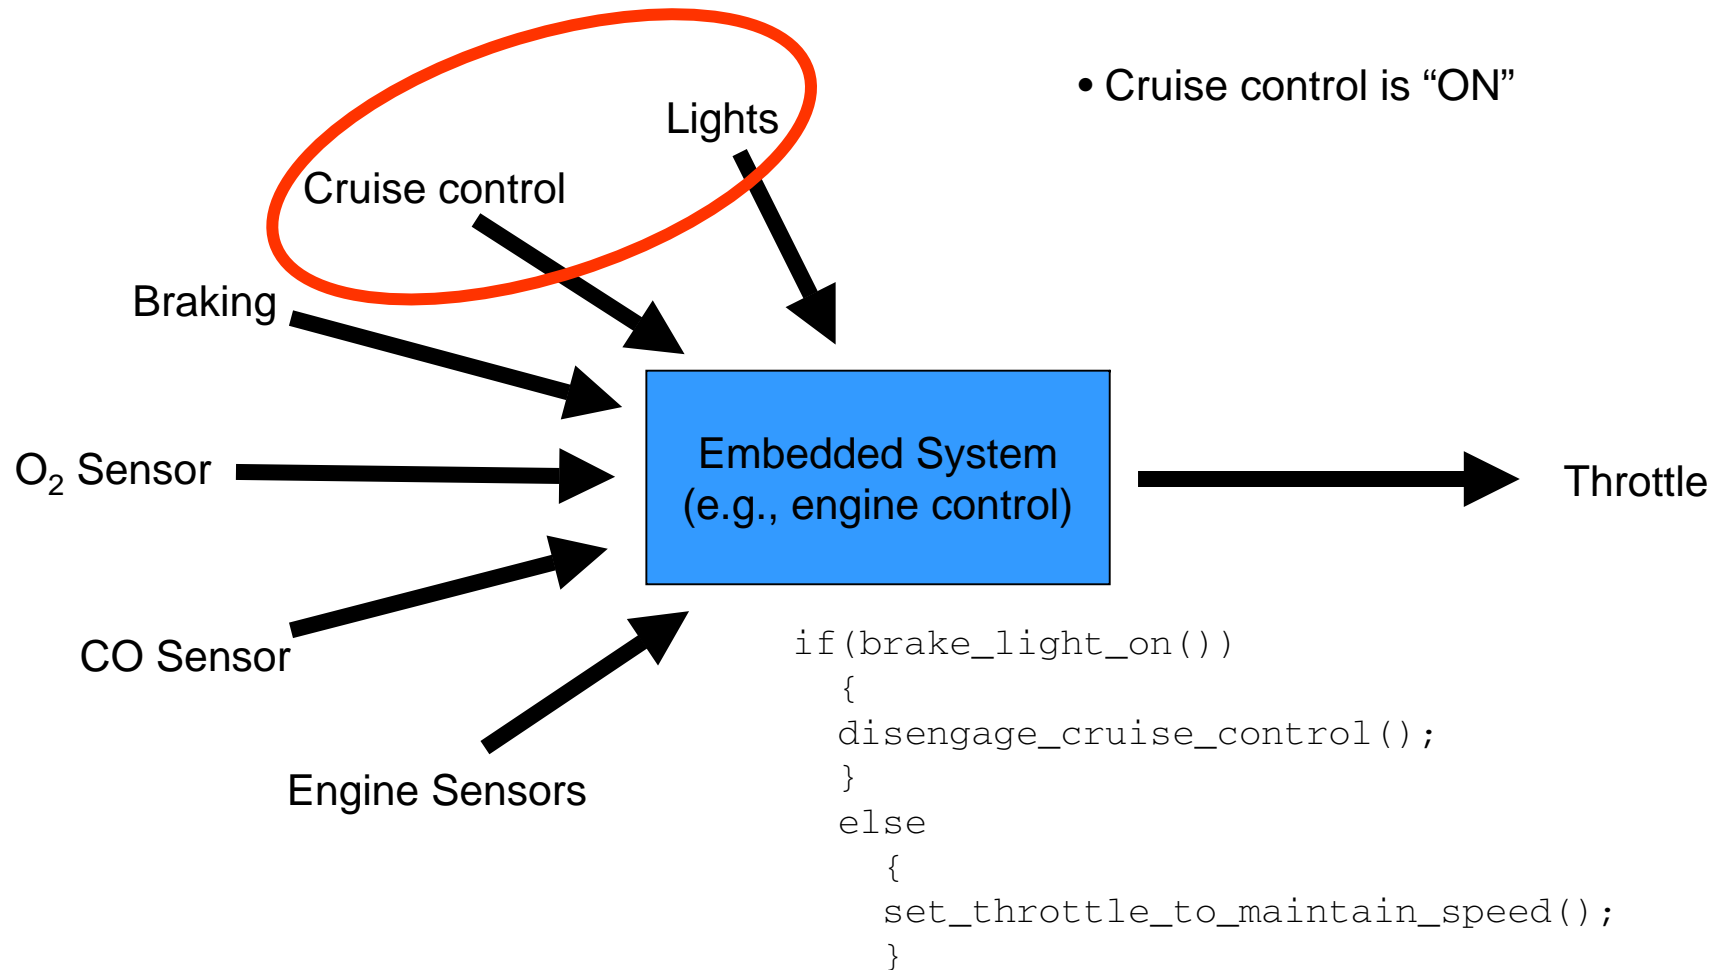 • Cruise control is “ON”
Lights
Cruise control
Braking
O₂ Sensor
Embedded System
(e.g., engine control)
Throttle
CO Sensor
Engine Sensors
if(brake_light_on())
{
disengage_cruise_control();
}
else
{
set_throttle_to_maintain_speed();
}